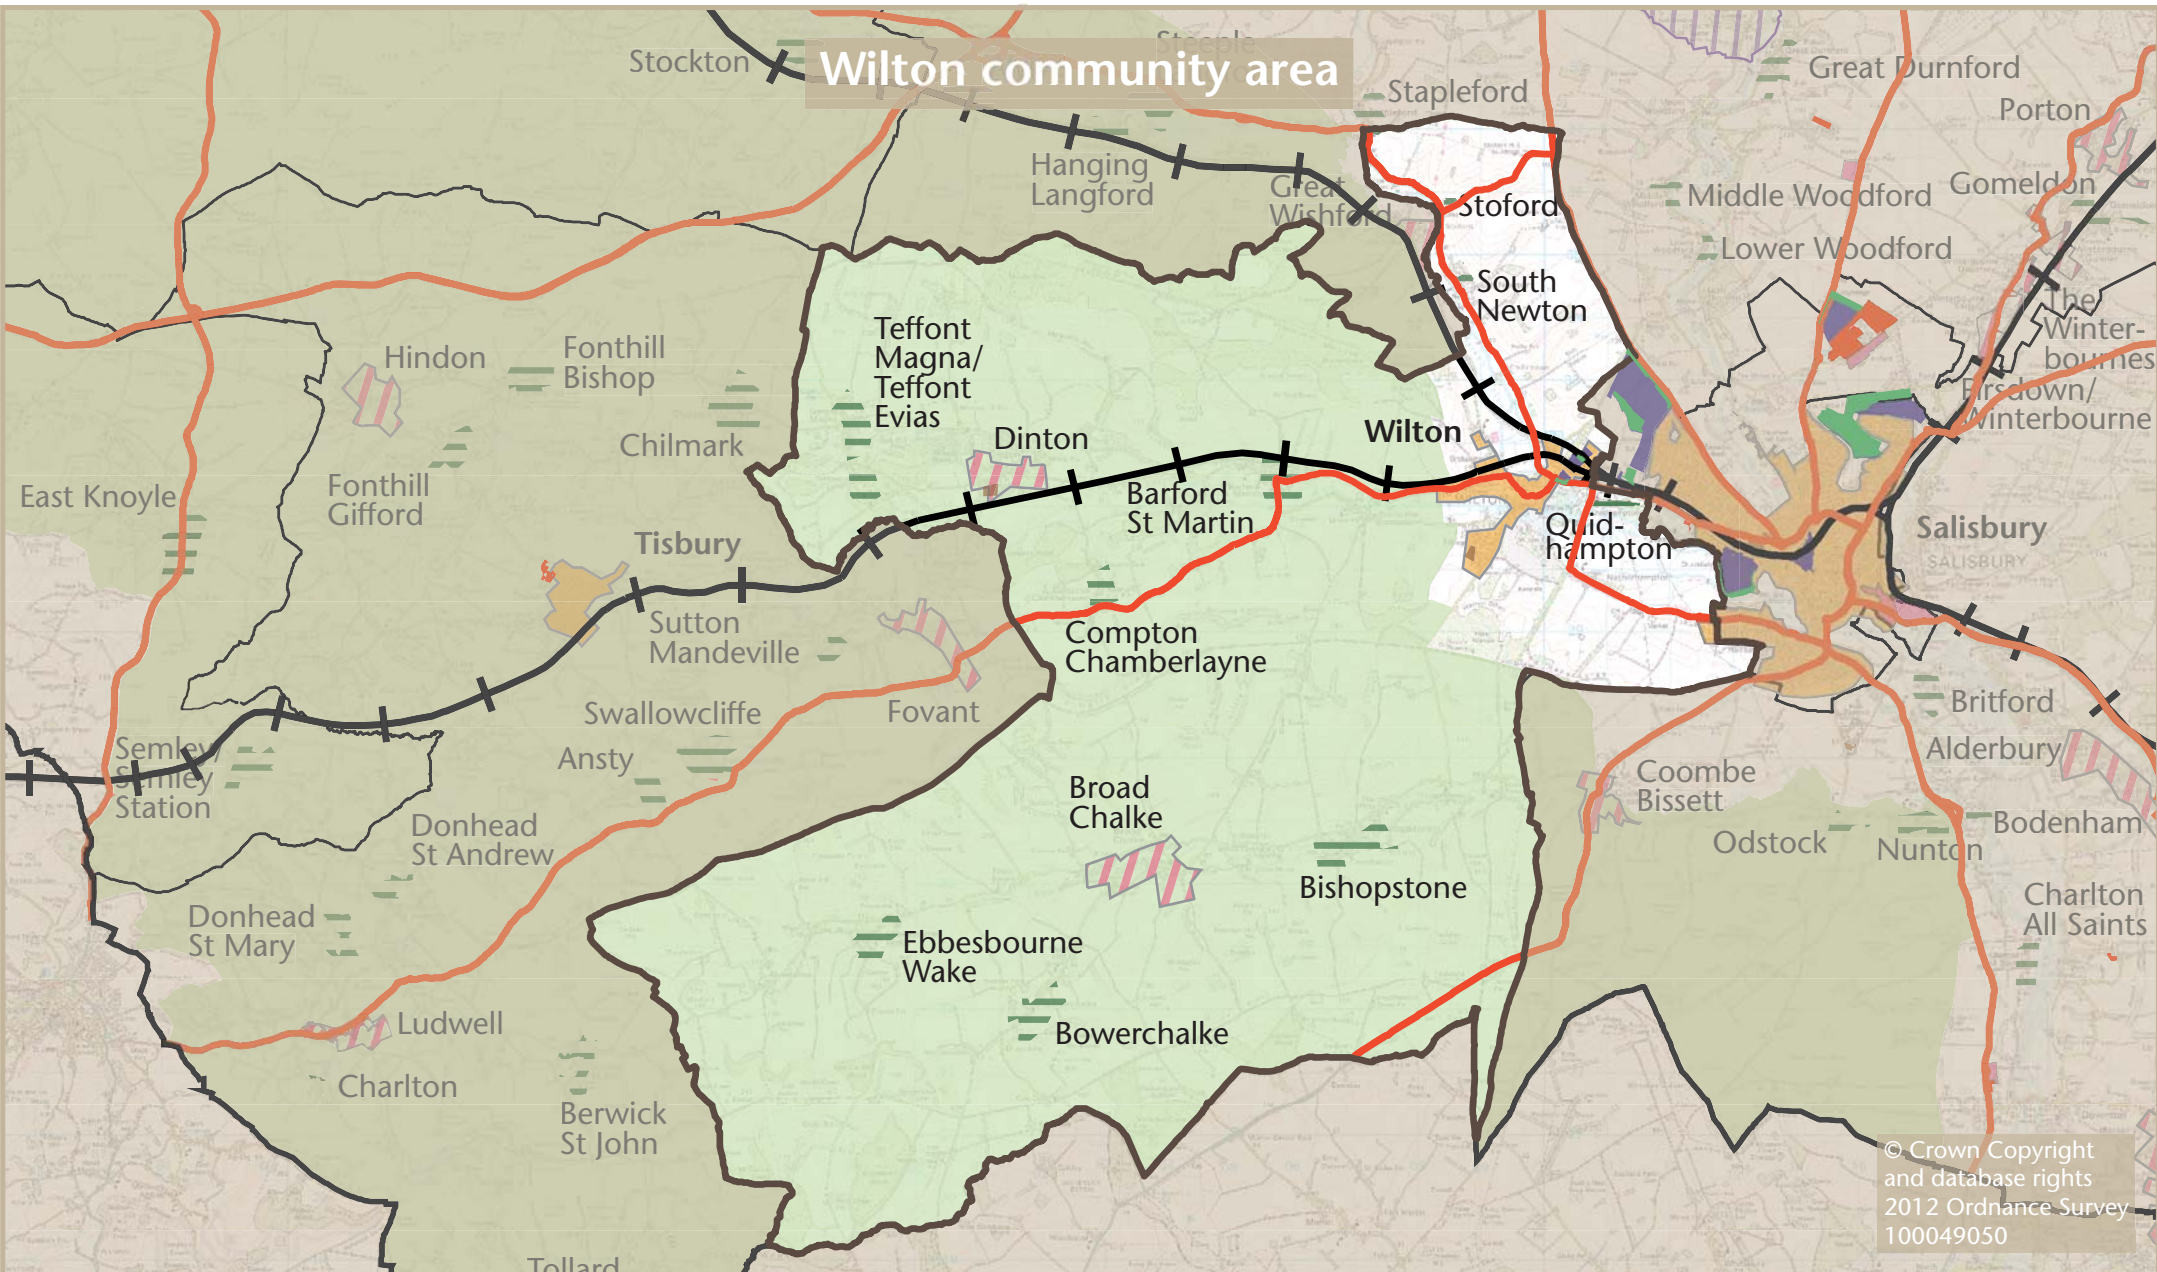 Stockton
Wilton community area
Steeple
Stapleford
Great Durnford
Porton
Hanging
Langford
Great
Wishford
Stoford
Middle Woodford
Gomeldon
Lower Woodford
South
Newton
The
Winter-
bournes
Firsdown/
Winterbourne
Teffont
Magna/
Teffont
Evias
Hindon
Fonthill
Bishop
Chilmark
Dinton
Wilton
East Knoyle
Fonthill
Gifford
Barford
St Martin
Tisbury
Quid-
hampton
Salisbury
SALISBURY
Sutton
Mandeville
Compton
Chamberlayne
Swallowcliffe
Fovant
Britford
Semley/
Semley
Station
Ansty
Alderbury
Broad
Chalke
Coombe
Bissett
Donhead
St Andrew
Odstock
Nunton
Bodenham
Bishopstone
Donhead
St Mary
Charlton
All Saints
Ebbesbourne
Wake
Ludwell
Bowerchalke
Charlton
Berwick
St John
© Crown Copyright
and database rights
2012 Ordnance Survey
100049050
Tollard